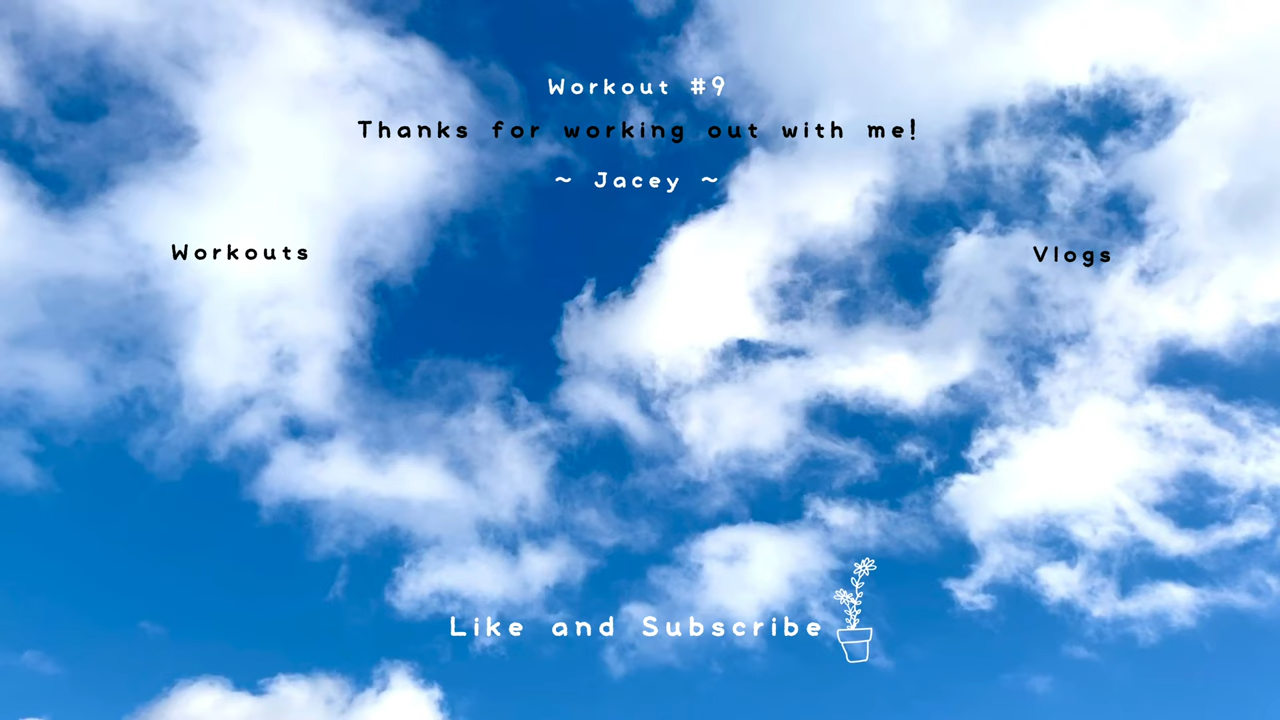 Workout #9
Thanks for working out with me!
~ Jacey ~
Workouts
Vlogs
Like and Subscribe